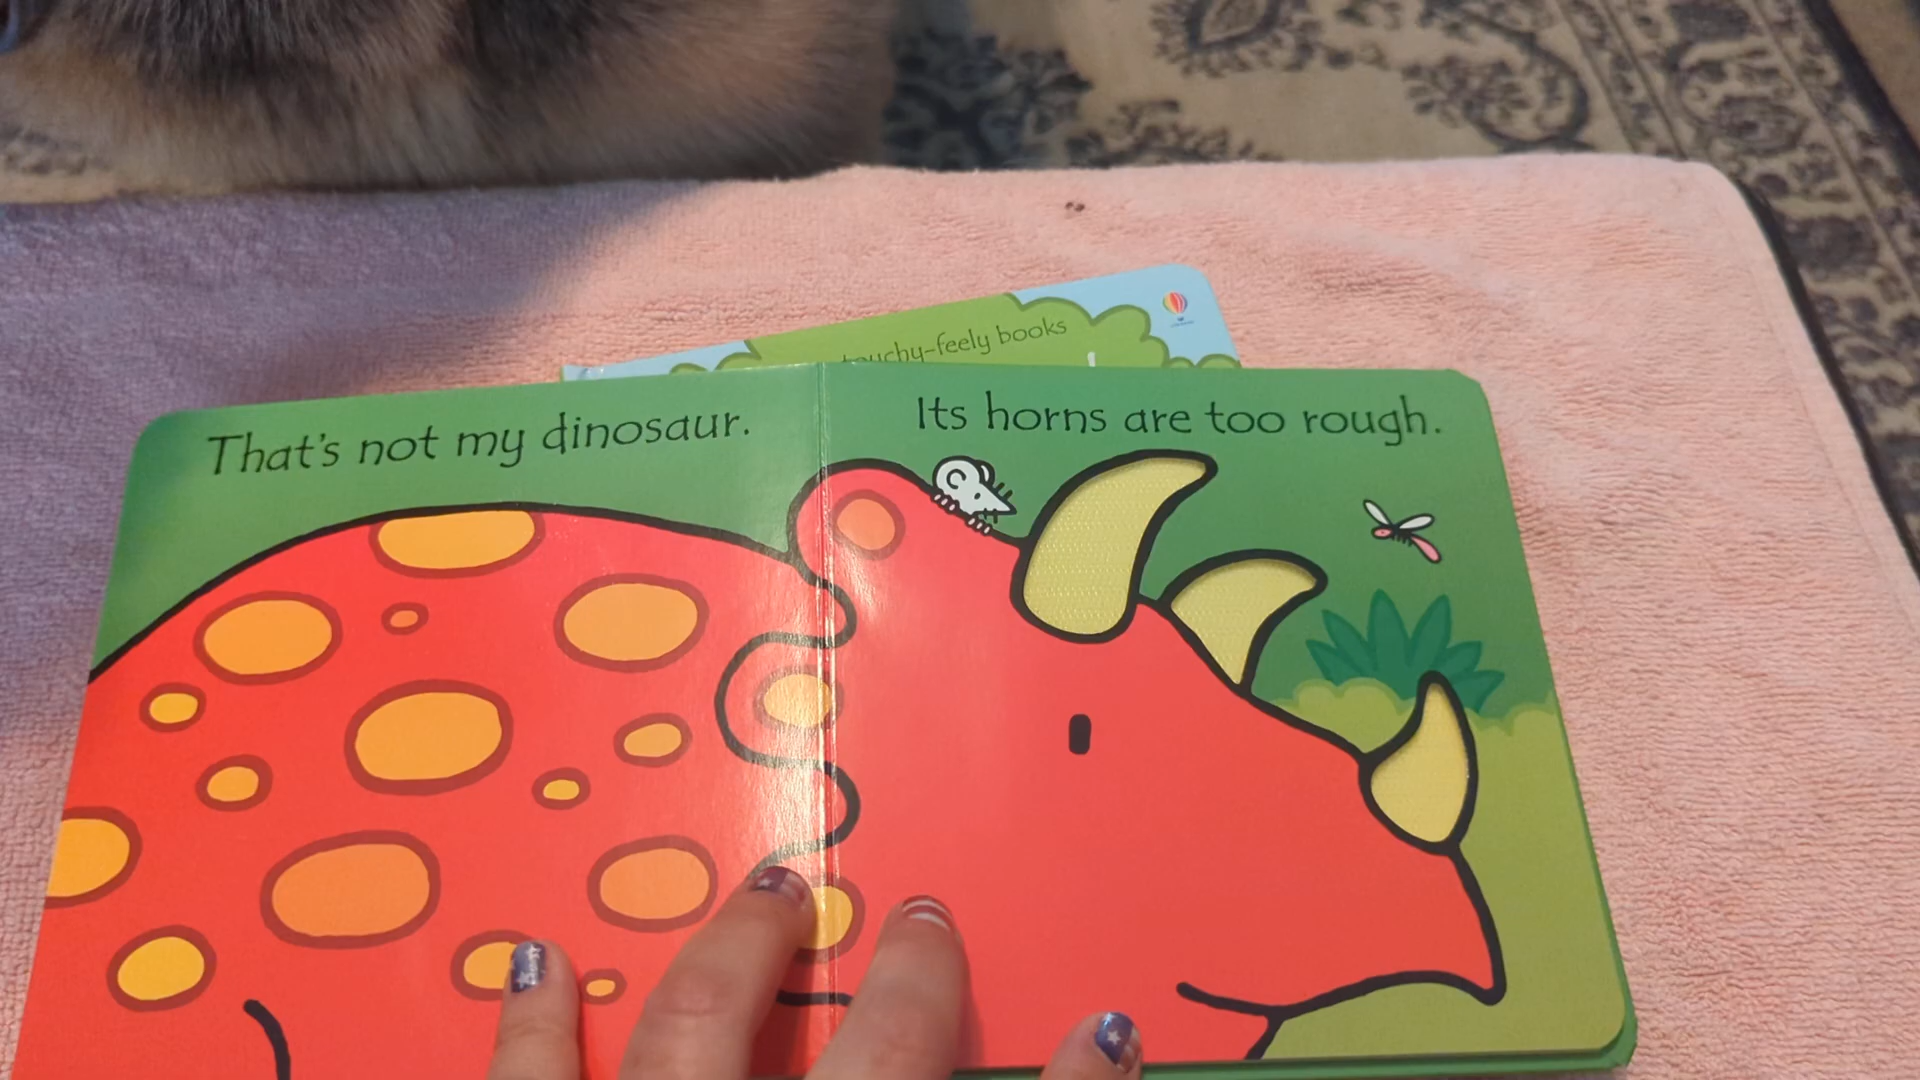 touchy-feely books
That's not my dinosaur.
Its horns are too rough.